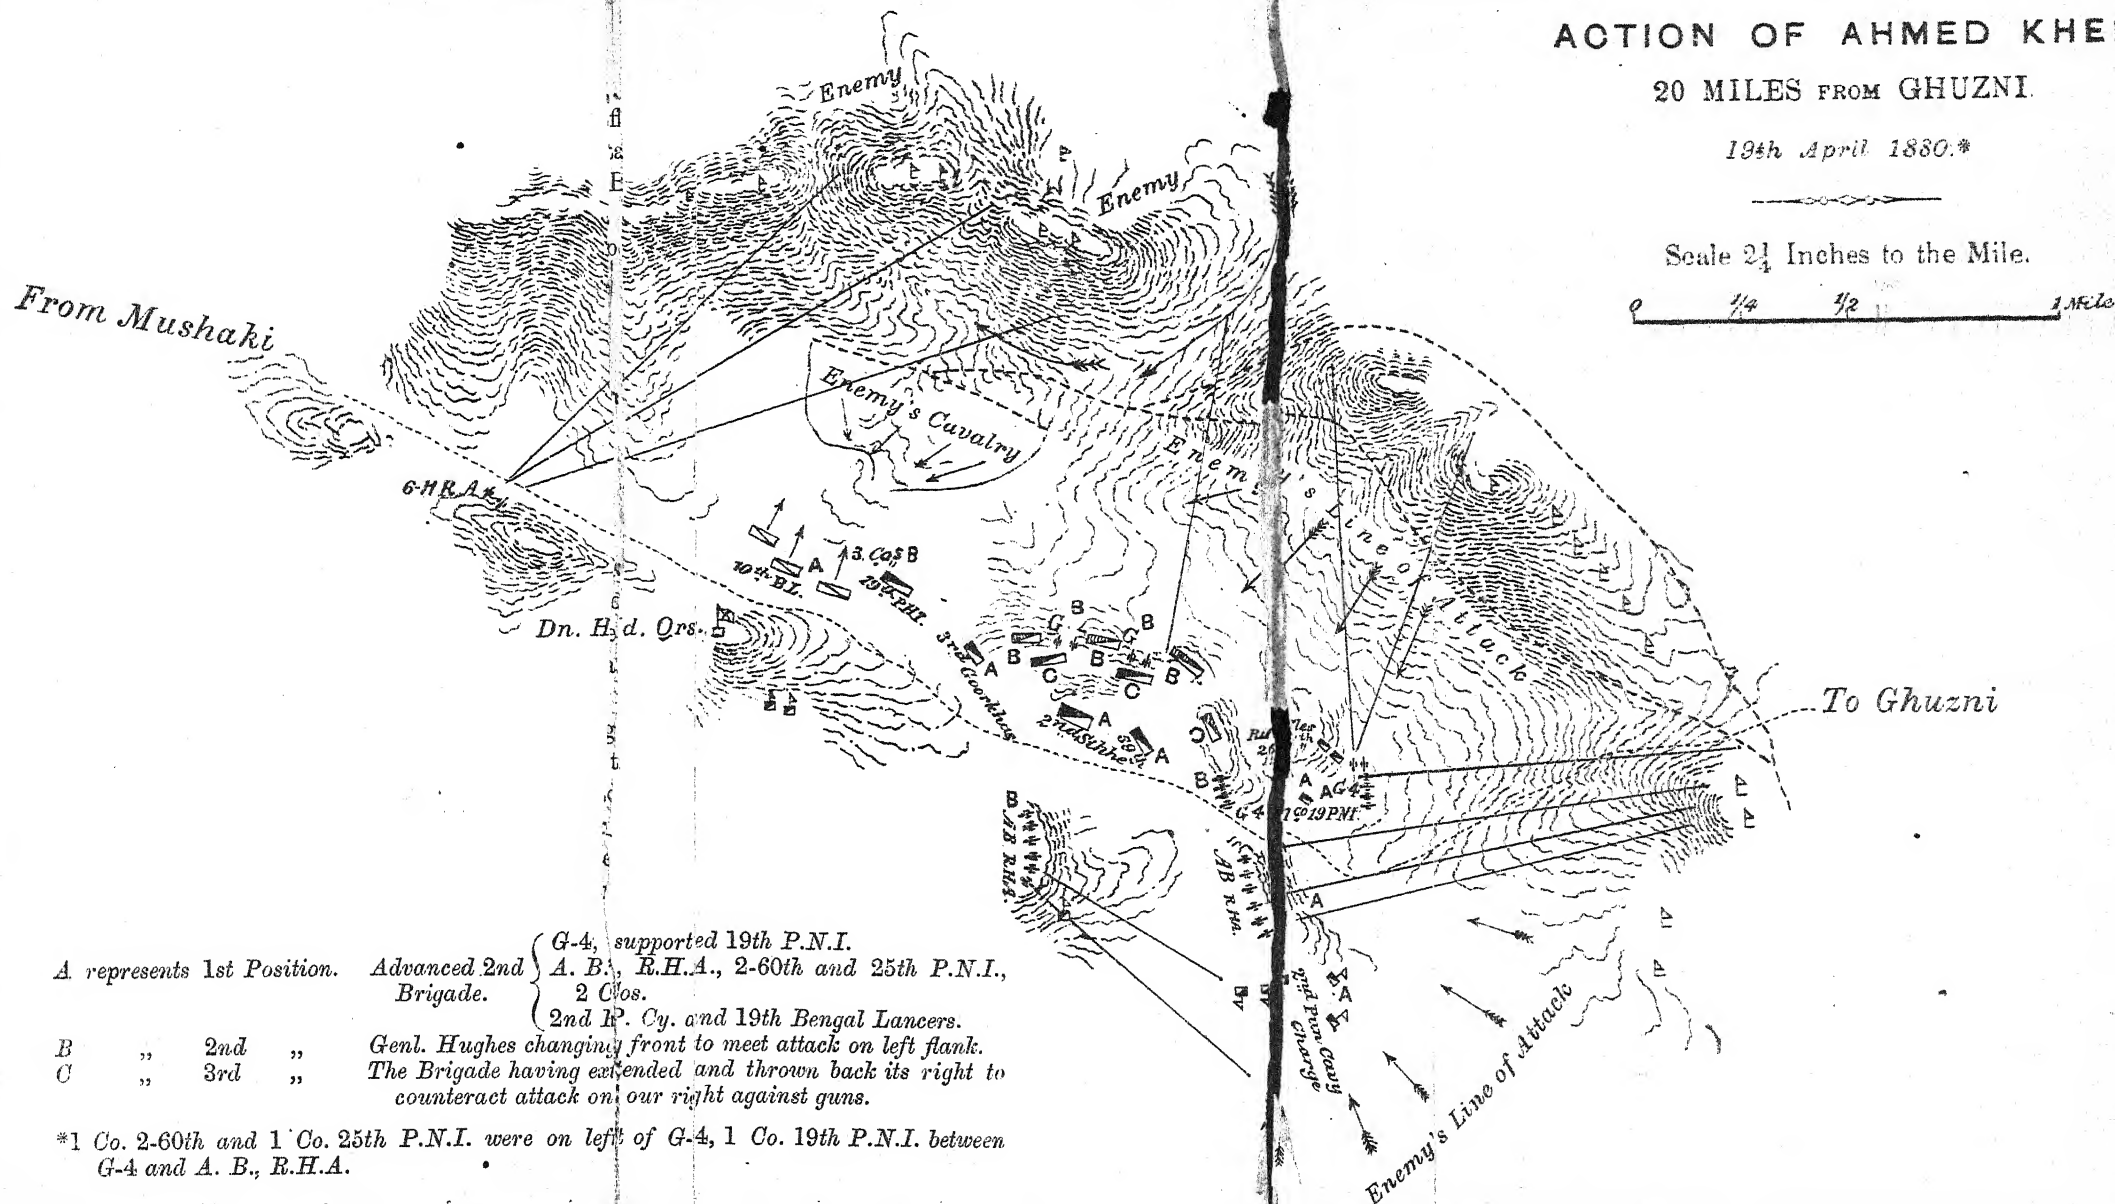 ACTION OF AHMED KHE
20 MILES FROM GHUZNI.
19th April 1880.*
Scale 2¼ Inches to the Mile.
0 1/4 1/2 1 Mile
Enemy
Enemy
From Mushaki
Enemy's Cavalry
Enemy's Line of Attack
6-H R A
3. Cos B
10th B.L. A
19th P.N.I.
Dn. Hd. Qrs.
3rd Goorkhas
A
B
G
B
G
B
B
B
C
C
2nd Sikhs
A
59th
A
C
B
To Ghuzni
A
A G 4
G 4
1 Co 19 PNI.
B
A B R.H.A.
A B R.H.A.
A
2nd Pun Cavy
Charge
A
Enemy's Line of Attack
A represents 1st Position. Advanced 2nd Brigade.
G-4, supported 19th P.N.I.
A. B., R.H.A., 2-60th and 25th P.N.I.,
2 Cos.
2nd P. Cy. and 19th Bengal Lancers.
B „ 2nd „ Genl. Hughes changing front to meet attack on left flank.
C „ 3rd „ The Brigade having extended and thrown back its right to
counteract attack on our right against guns.
*1 Co. 2-60th and 1 Co. 25th P.N.I. were on left of G-4, 1 Co. 19th P.N.I. between
G-4 and A. B., R.H.A.